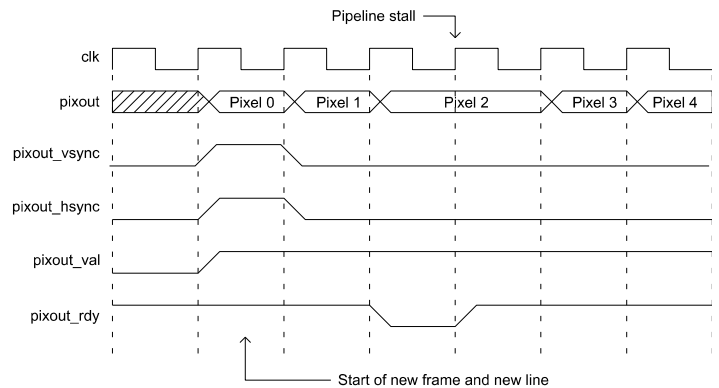 Pipeline stall
clk
pixout
Pixel 0
Pixel 1
Pixel 2
Pixel 3
Pixel 4
pixout_vsync
pixout_hsync
pixout_val
pixout_rdy
Start of new frame and new line